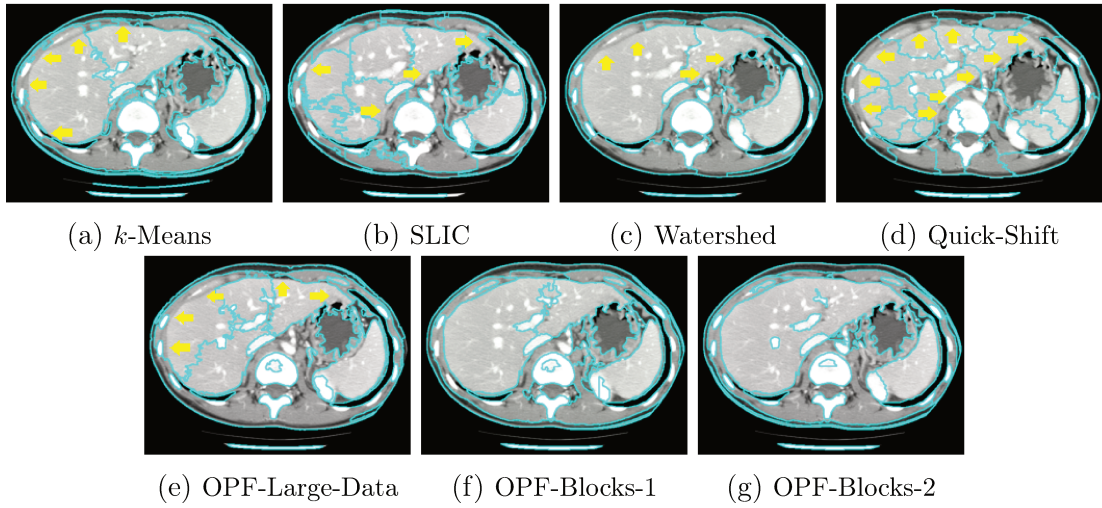 (a) k-Means
(b) SLIC
(c) Watershed
(d) Quick-Shift
(e) OPF-Large-Data
(f) OPF-Blocks-1
(g) OPF-Blocks-2